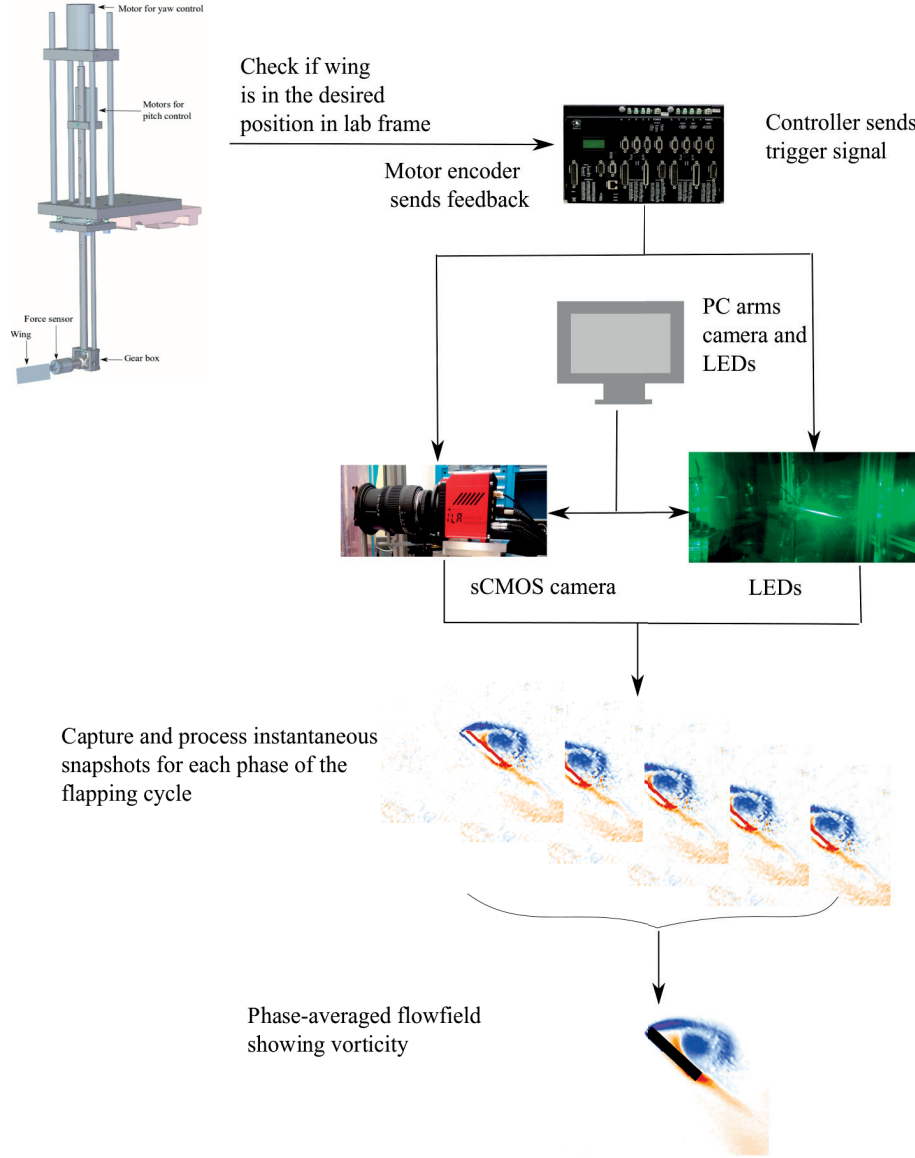 Motor for yaw control
Motors for
pitch control
Force sensor
Wing
Gear box
Check if wing
is in the desired
position in lab frame
Motor encoder
sends feedback
Controller sends
trigger signal
PC arms
camera and
LEDs
iLA
sCMOS camera
LEDs
Capture and process instantaneous
snapshots for each phase of the
flapping cycle
Phase-averaged flowfield
showing vorticity